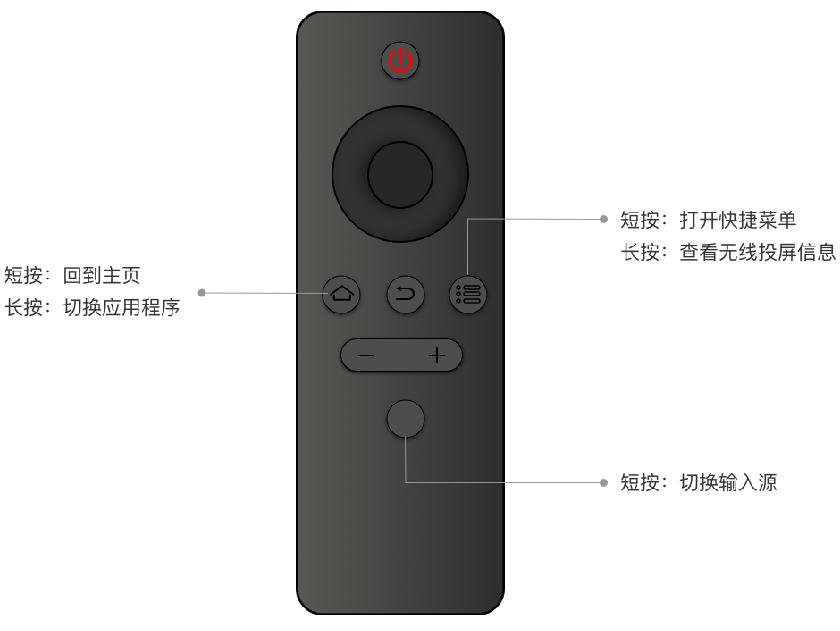 短按：打开快捷菜单
长按：查看无线投屏信息
短按：回到主页
长按：切换应用程序
短按：切换输入源